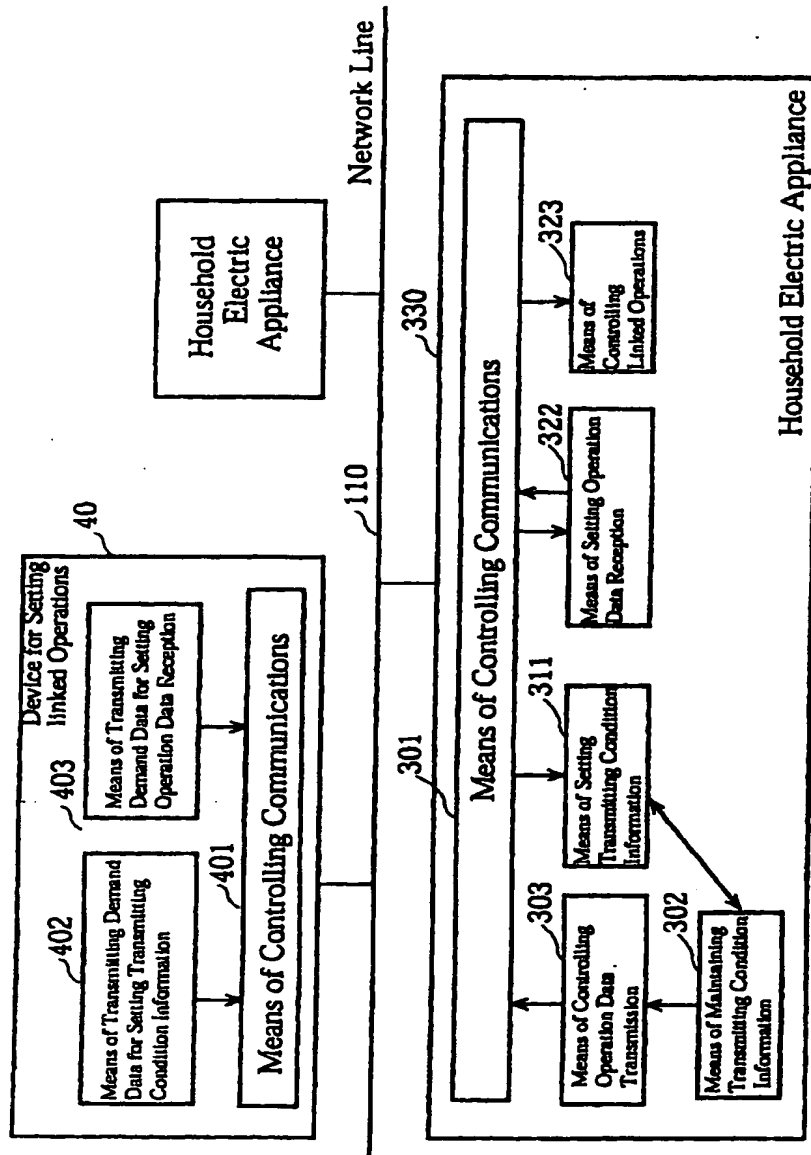 Device for Setting
linked Operations
40
402
Means of Transmitting Demand
Data for Setting Transmitting
Condition Information
403
Means of Transmitting
Demand Data for Setting
Operation Data Reception
401
Means of Controlling Communications
Household
Electric
Appliance
110
Network Line
330
301
Means of Controlling Communications
303
Means of Controlling
Operation Data
Transmission
311
Means of Setting
Transmitting Condition
Information
322
Means of Setting Operation
Data Reception
323
Means of
Controlling
Linked Operations
302
Means of Maintaining
Transmitting Condition
Information
Household Electric Appliance